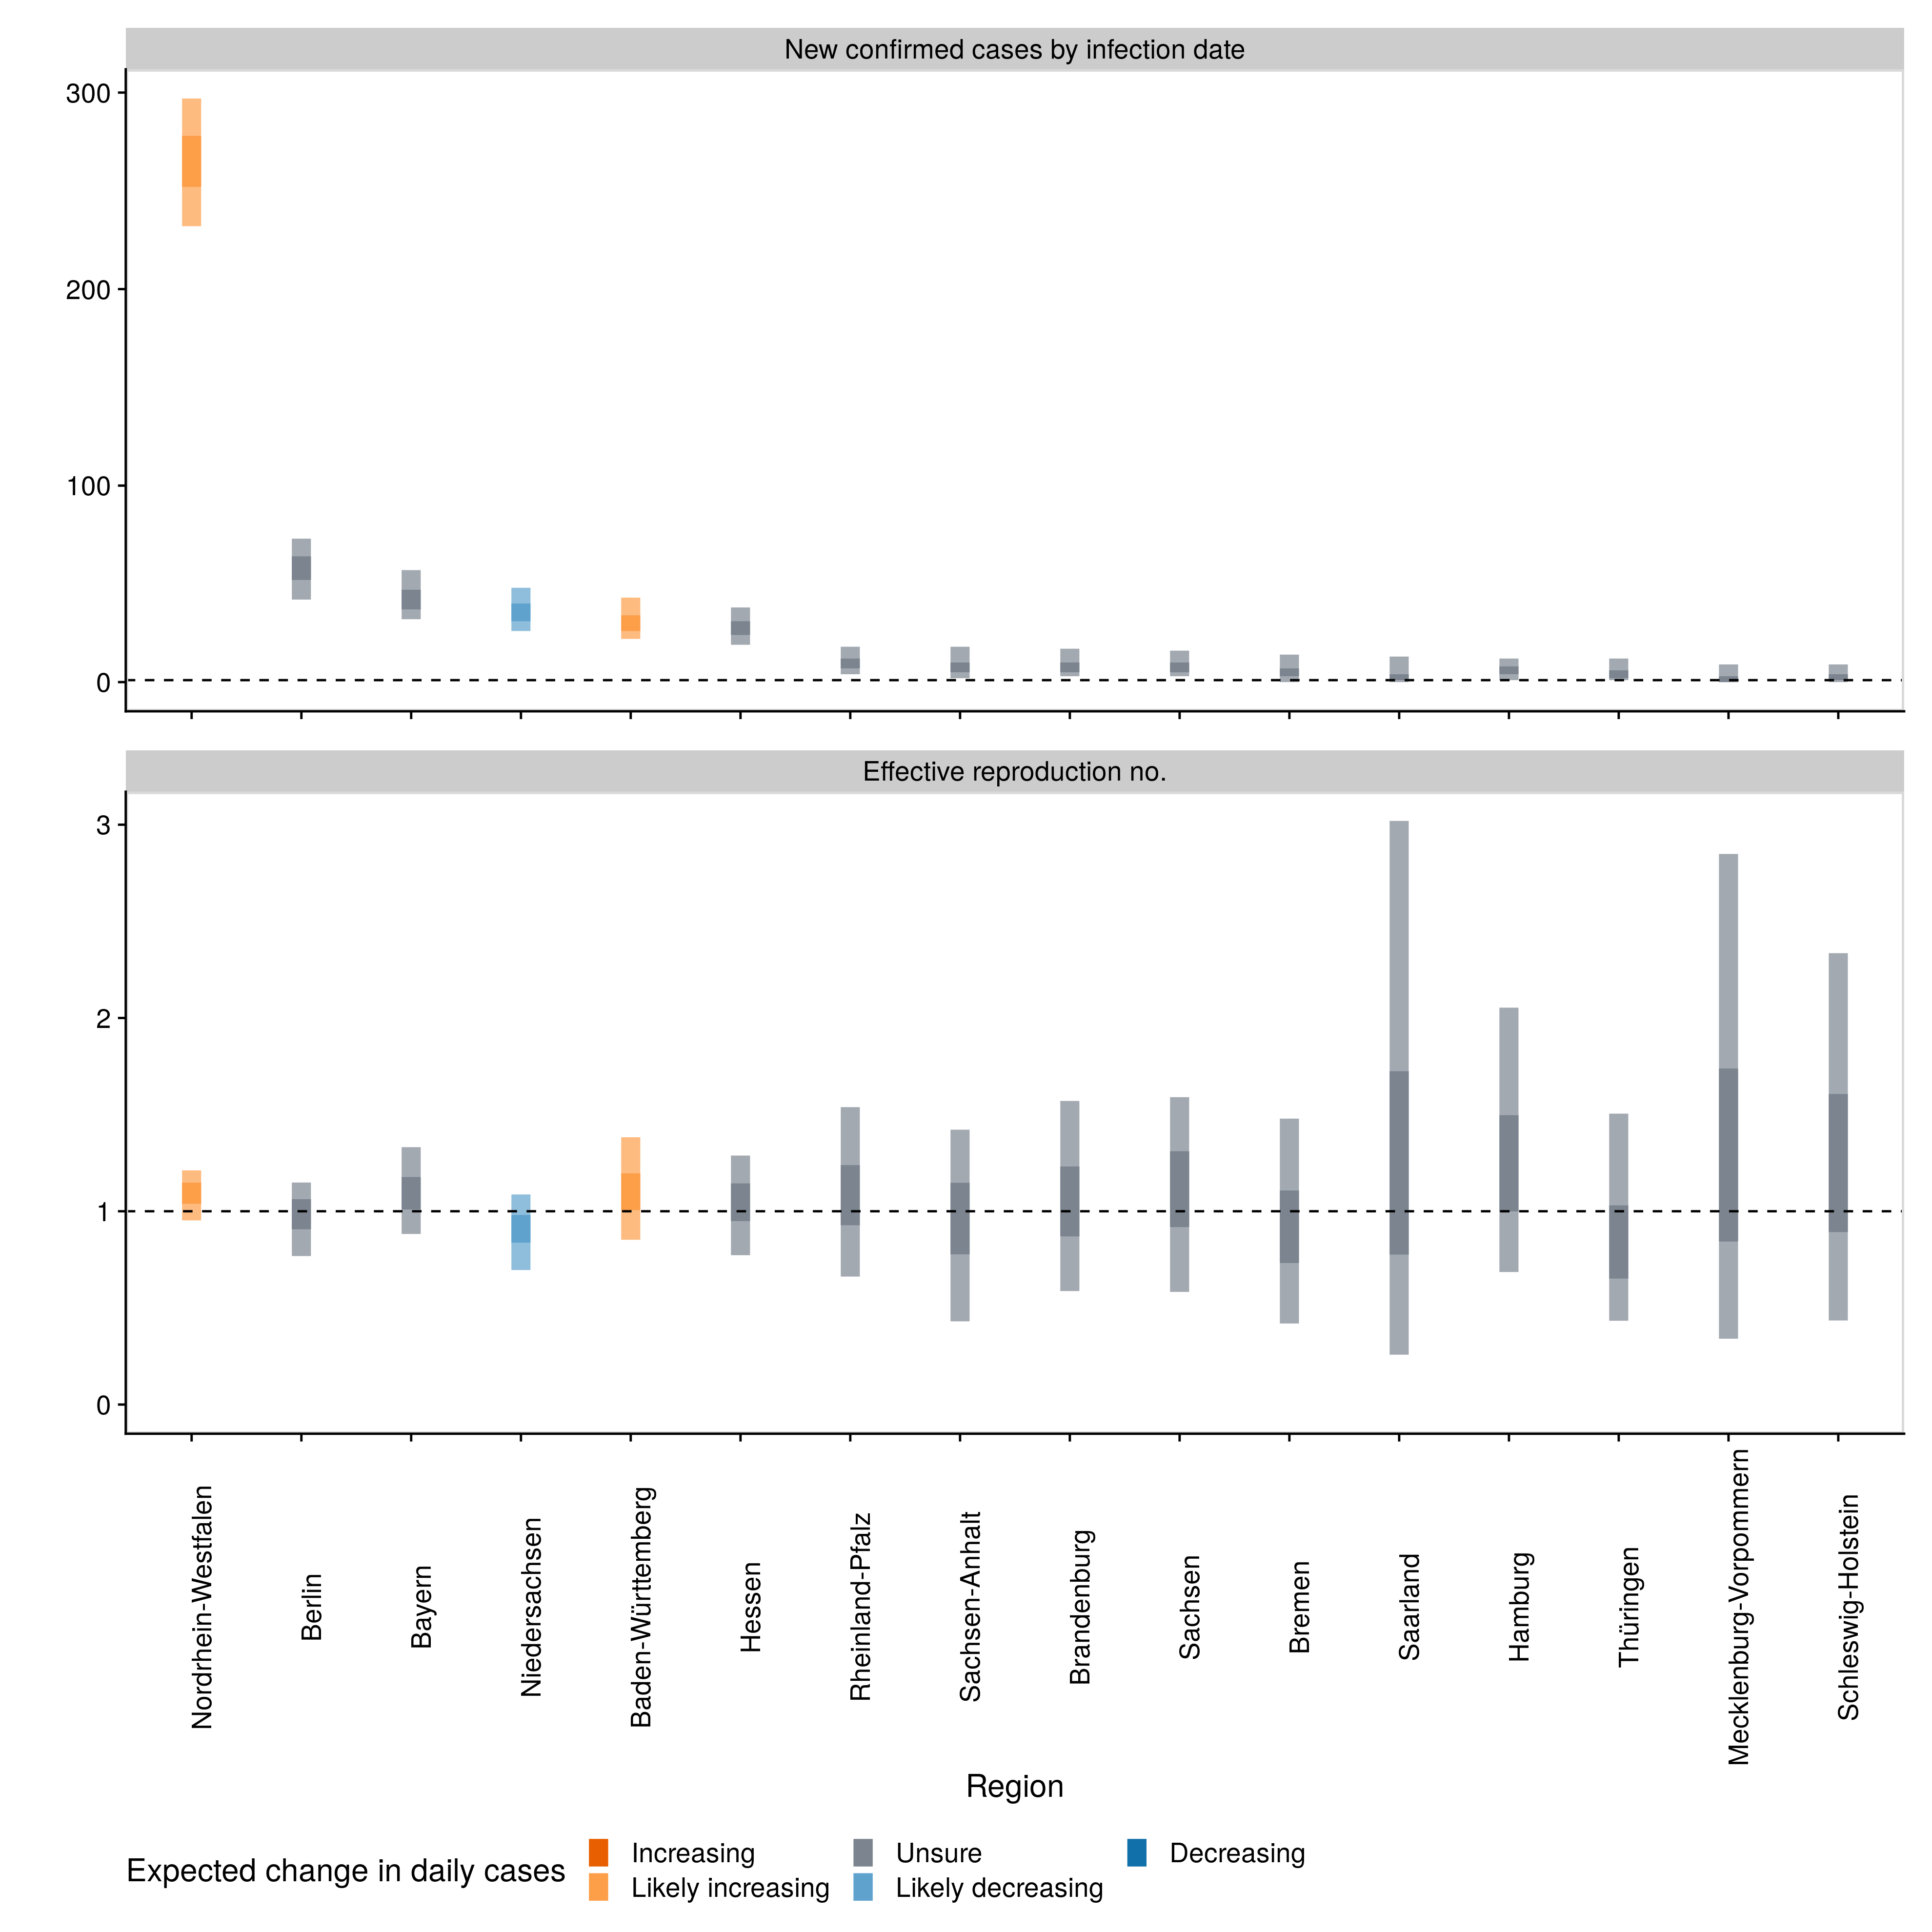 New confirmed cases by infection date
300
200
100
0
Effective reproduction no.
3
2
1
0
Nordrhein-Westfalen
Berlin
Bayern
Niedersachsen
Baden-Württemberg
Hessen
Rheinland-Pfalz
Sachsen-Anhalt
Brandenburg
Sachsen
Bremen
Saarland
Hamburg
Thüringen
Mecklenburg-Vorpommern
Schleswig-Holstein
Region
Expected change in daily cases
Increasing
Likely increasing
Unsure
Likely decreasing
Decreasing